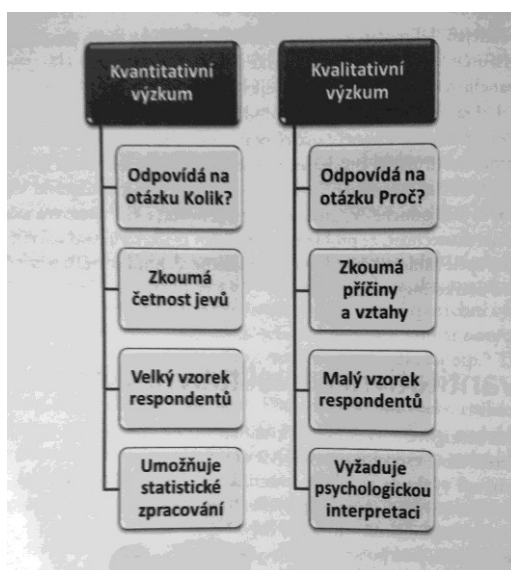 Kvantitativní
výzkum
Odpovídá na
otázku Kolik?
Zkoumá
četnost jevů
Velký vzorek
respondentů
Umožňuje
statistické
zpracování
Kvalitativní
výzkum
Odpovídá na
otázku Proč?
Zkoumá
příčiny
a vztahy
Malý vzorek
respondentů
Vyžaduje
psychologickou
interpretaci